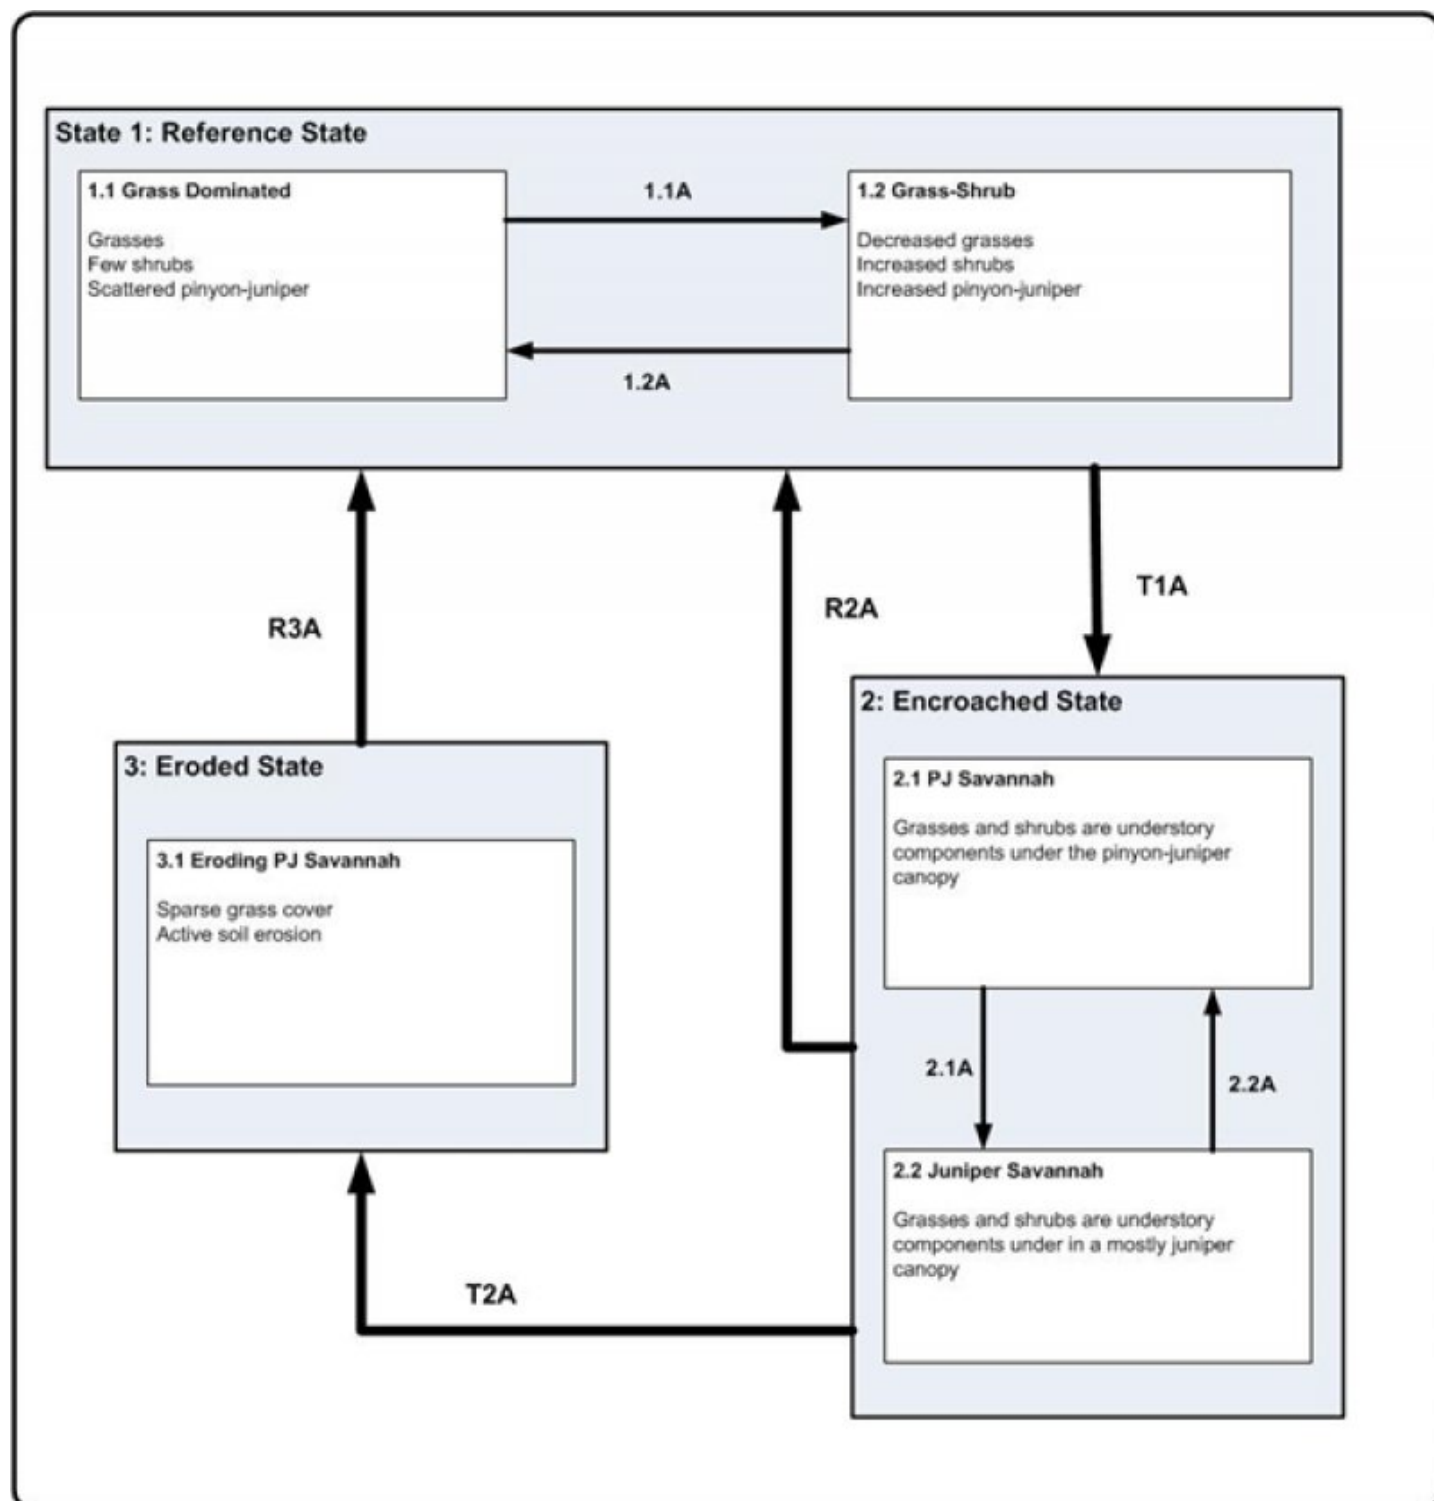 State 1: Reference State
1.1 Grass Dominated
Grasses
Few shrubs
Scattered pinyon-juniper
1.1A
1.2A
1.2 Grass-Shrub
Decreased grasses
Increased shrubs
Increased pinyon-juniper
R3A
R2A
T1A
3: Eroded State
3.1 Eroding PJ Savannah
Sparse grass cover
Active soil erosion
2: Encroached State
2.1 PJ Savannah
Grasses and shrubs are understory
components under the pinyon-juniper
canopy
2.1A
2.2A
2.2 Juniper Savannah
Grasses and shrubs are understory
components under in a mostly juniper
canopy
T2A